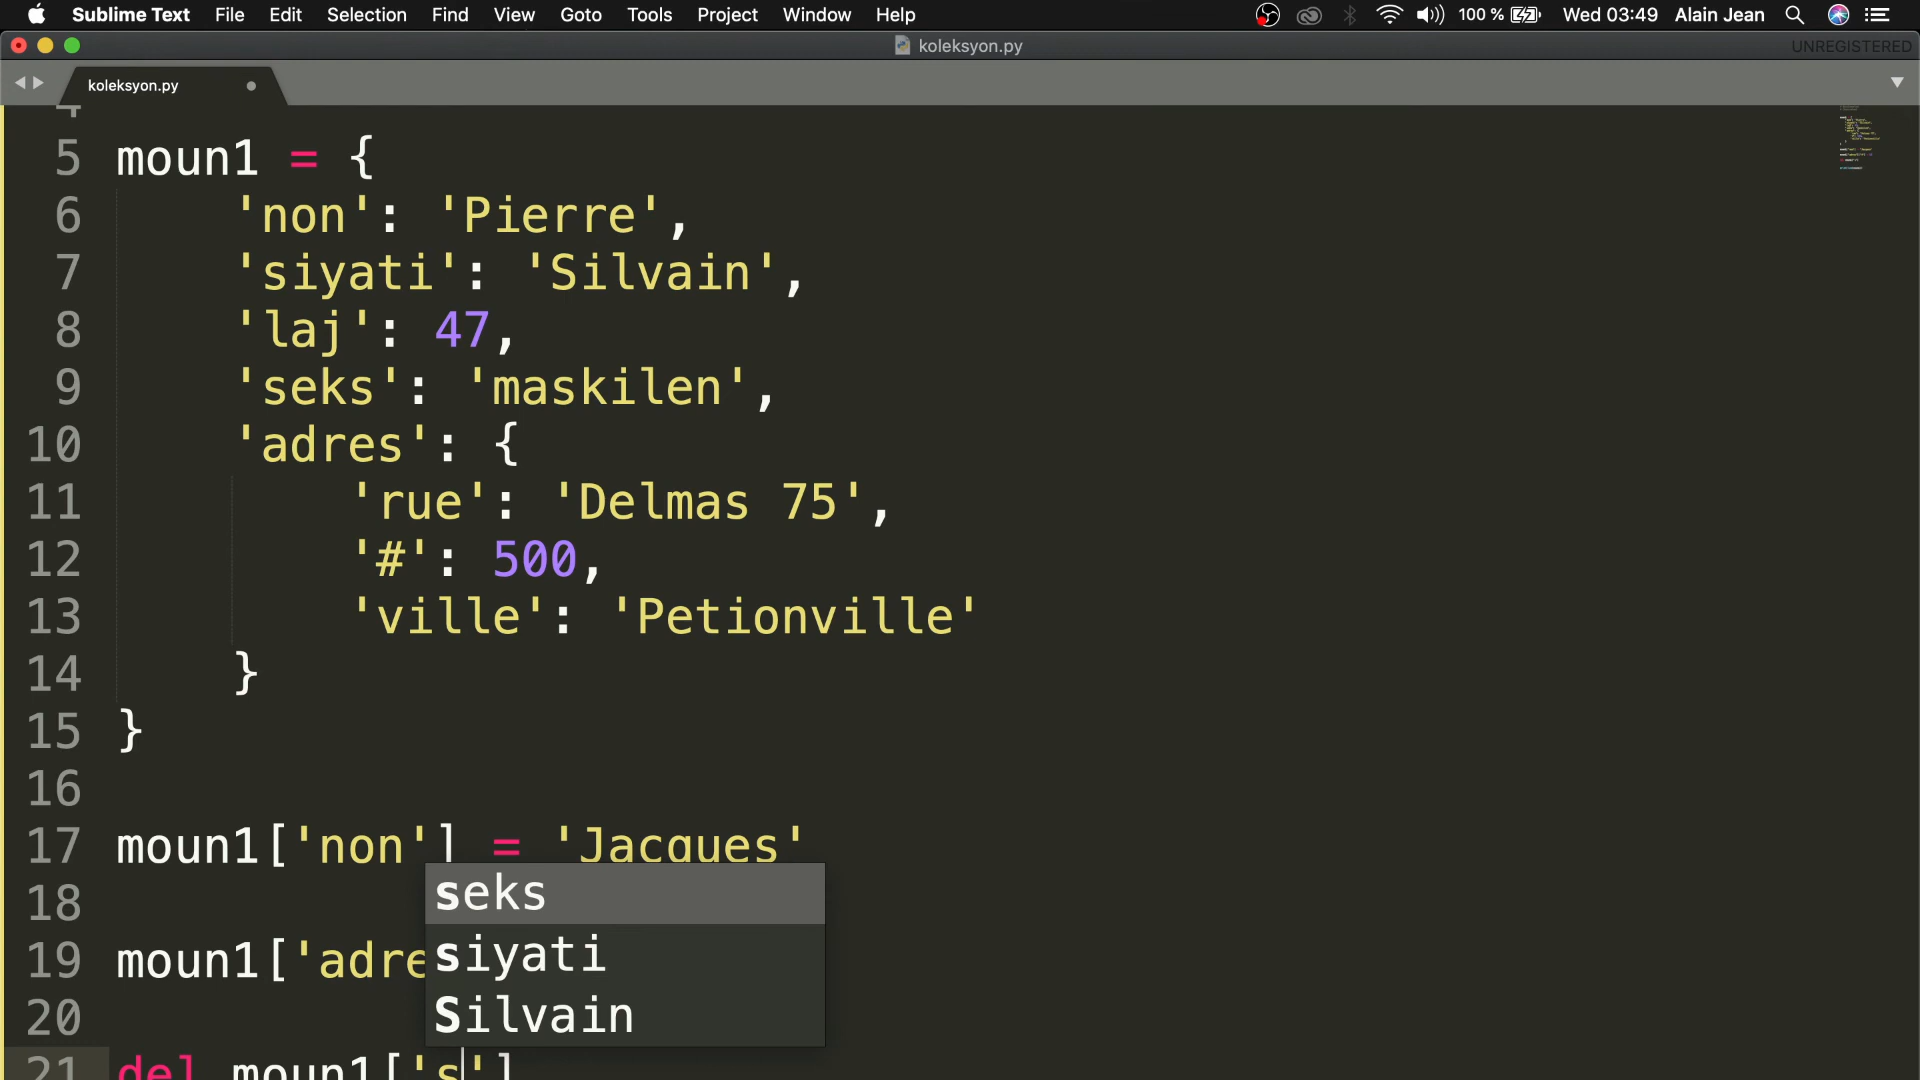 Sublime Text File Edit Selection Find View Goto Tools Project Window Help 100 % Wed 03:49 Alain Jean
koleksyon.py UNREGISTERED
koleksyon.py
4
5 moun1 = {
6 'non': 'Pierre',
7 'siyati': 'Silvain',
8 'laj': 47,
9 'seks': 'maskilen',
10 'adres': {
11 'rue': 'Delmas 75',
12 '#': 500,
13 'ville': 'Petionville'
14 }
15 }
16
17 moun1['non'] = 'Jacques'
seks
18
siyati
19 moun1['adre
Silvain
20
21 del moun1['s']